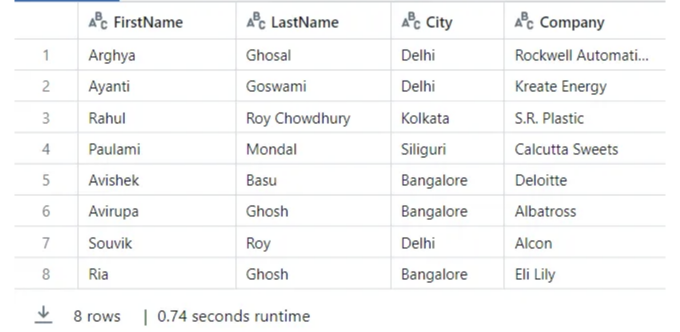 ABC FirstName ABC LastName ABC City ABC Company
1 Arghya Ghosal Delhi Rockwell Automati...
2 Ayanti Goswami Delhi Kreate Energy
3 Rahul Roy Chowdhury Kolkata S.R. Plastic
4 Paulami Mondal Siliguri Calcutta Sweets
5 Avishek Basu Bangalore Deloitte
6 Avirupa Ghosh Bangalore Albatross
7 Souvik Roy Delhi Alcon
8 Ria Ghosh Bangalore Eli Lily
8 rows | 0.74 seconds runtime